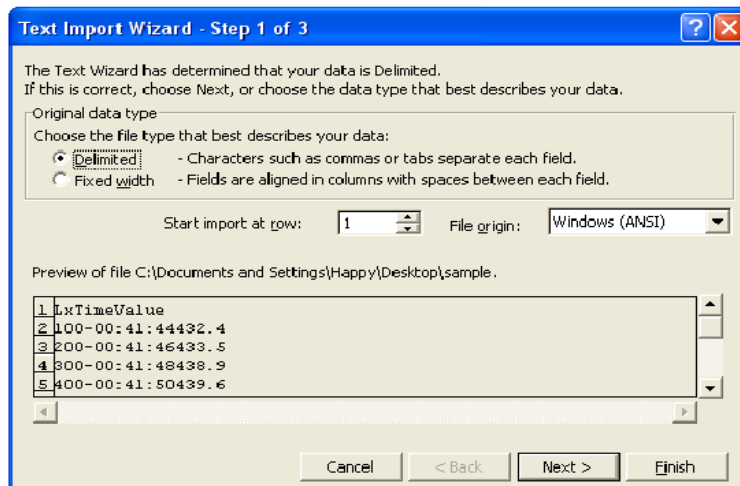 Text Import Wizard - Step 1 of 3
The Text Wizard has determined that your data is Delimited.
If this is correct, choose Next, or choose the data type that best describes your data.
Original data type
Choose the file type that best describes your data:
Delimited - Characters such as commas or tabs separate each field.
Fixed width - Fields are aligned in columns with spaces between each field.
Start import at row: 1 File origin: Windows (ANSI)
Preview of file C:\Documents and Settings\Happy\Desktop\sample.
1 LxTimeValue
2 100-00:41:44432.4
3 200-00:41:46433.5
4 300-00:41:48438.9
5 400-00:41:50439.6
Cancel < Back Next > Finish